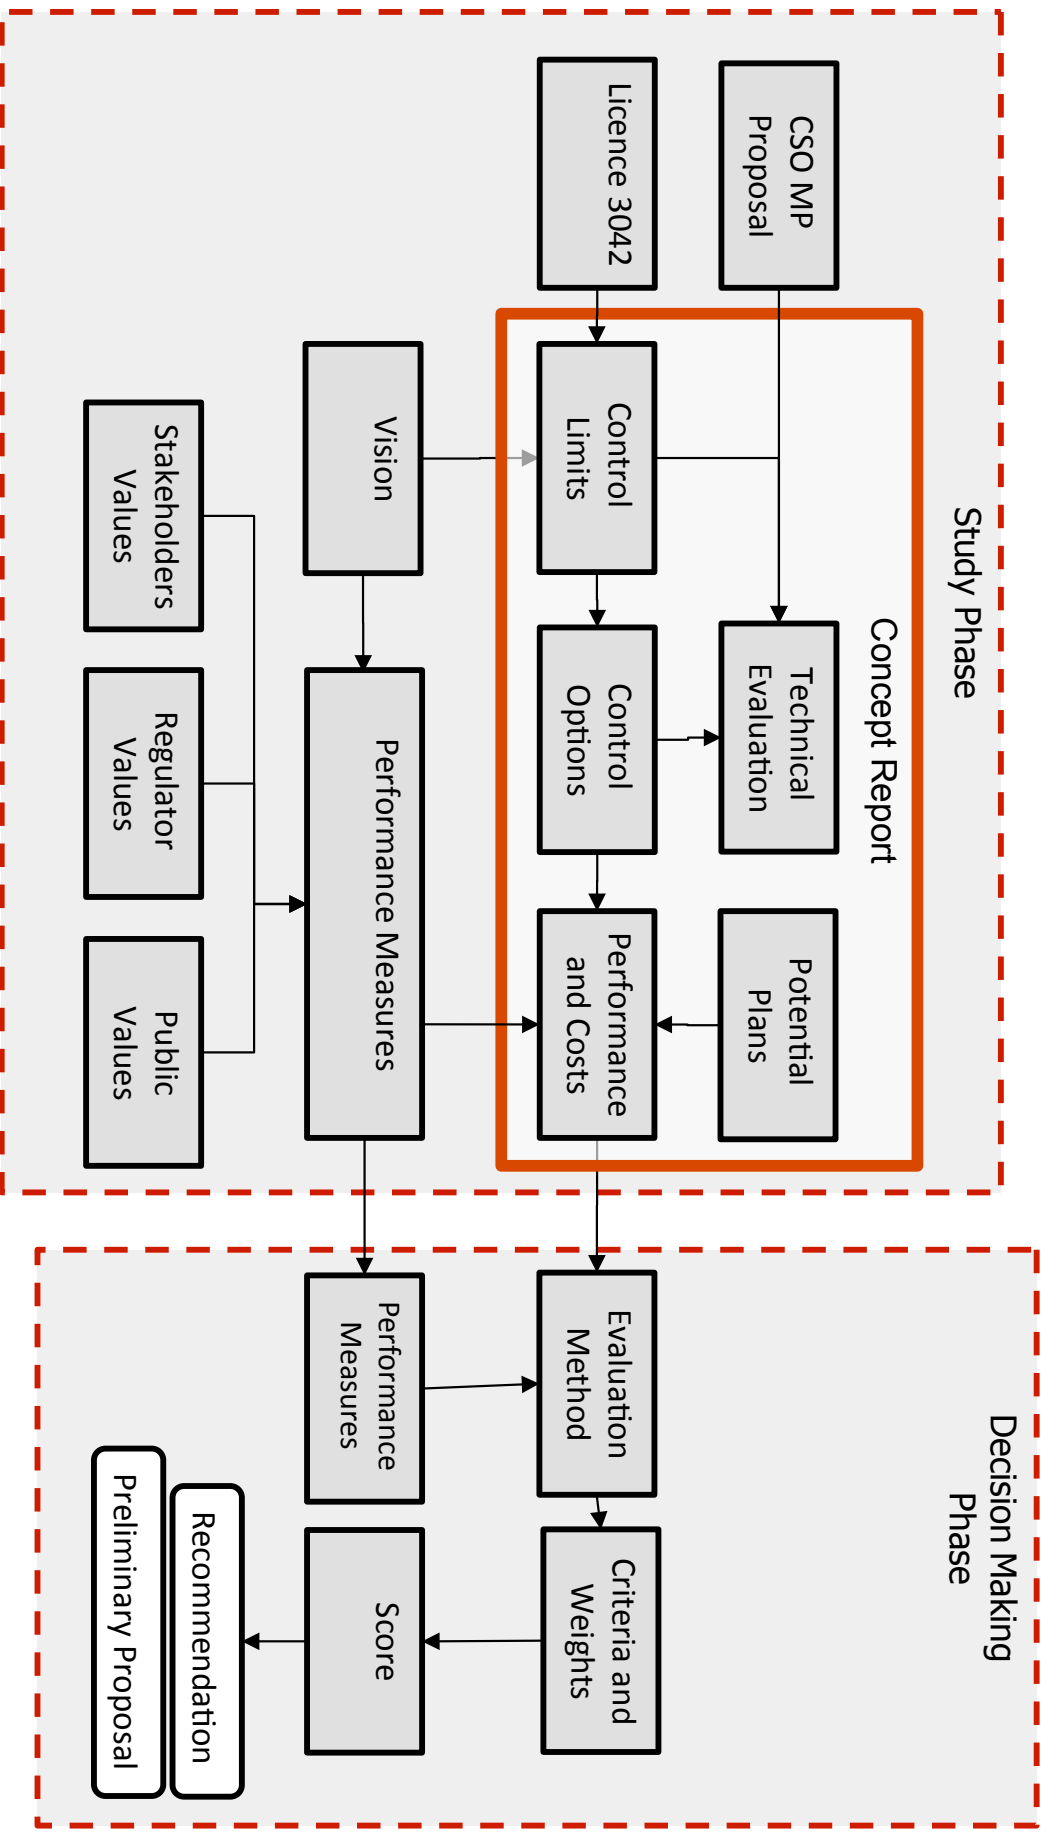 Study Phase
Concept Report
CSO MP
Proposal
Technical
Evaluation
Potential
Plans
Licence 3042
Control
Limits
Control
Options
Performance
and Costs
Vision
Performance Measures
Stakeholders
Values
Regulator
Values
Public
Values
Decision Making
Phase
Evaluation
Method
Criteria and
Weights
Performance
Measures
Score
Recommendation
Preliminary Proposal